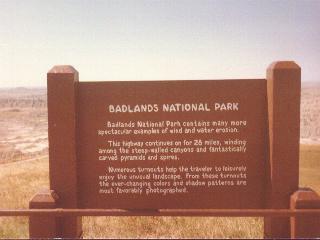 BADLANDS NATIONAL PARK
Badlands National Park contains many more
spectacular examples of wind and water erosion.
This highway continues on for 28 miles, winding
among the steep-walled canyons and fantastically
carved pyramids and spires.
Numerous turnouts help the traveler to leisurely
enjoy the unusual landscape. From these turnouts
the ever-changing colors and shadow patterns are
most favorably photographed.